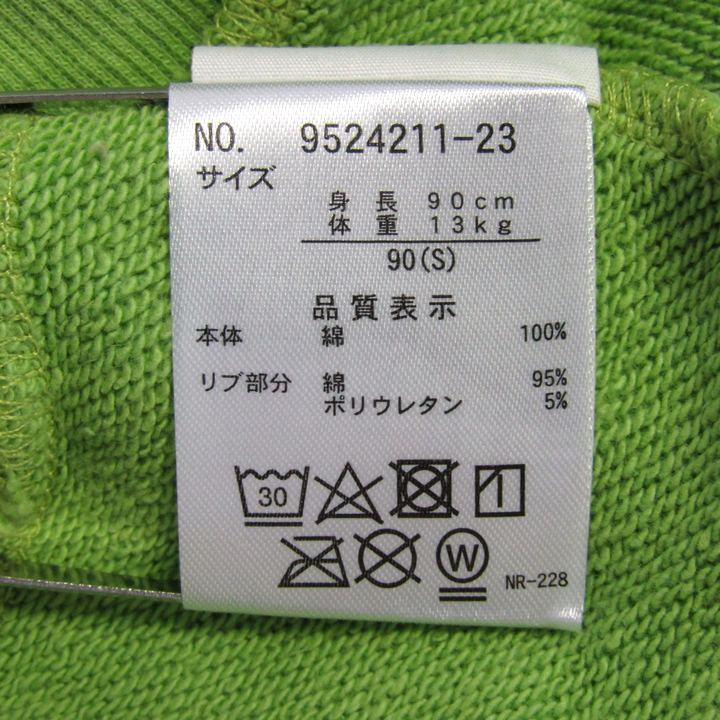 NO. 9524211-23
サイズ
身長 90cm
体重 13kg
90(S)
品質表示
本体 綿 100%
リブ部分 綿 95%
ポリウレタン 5%
30
W
NR-228